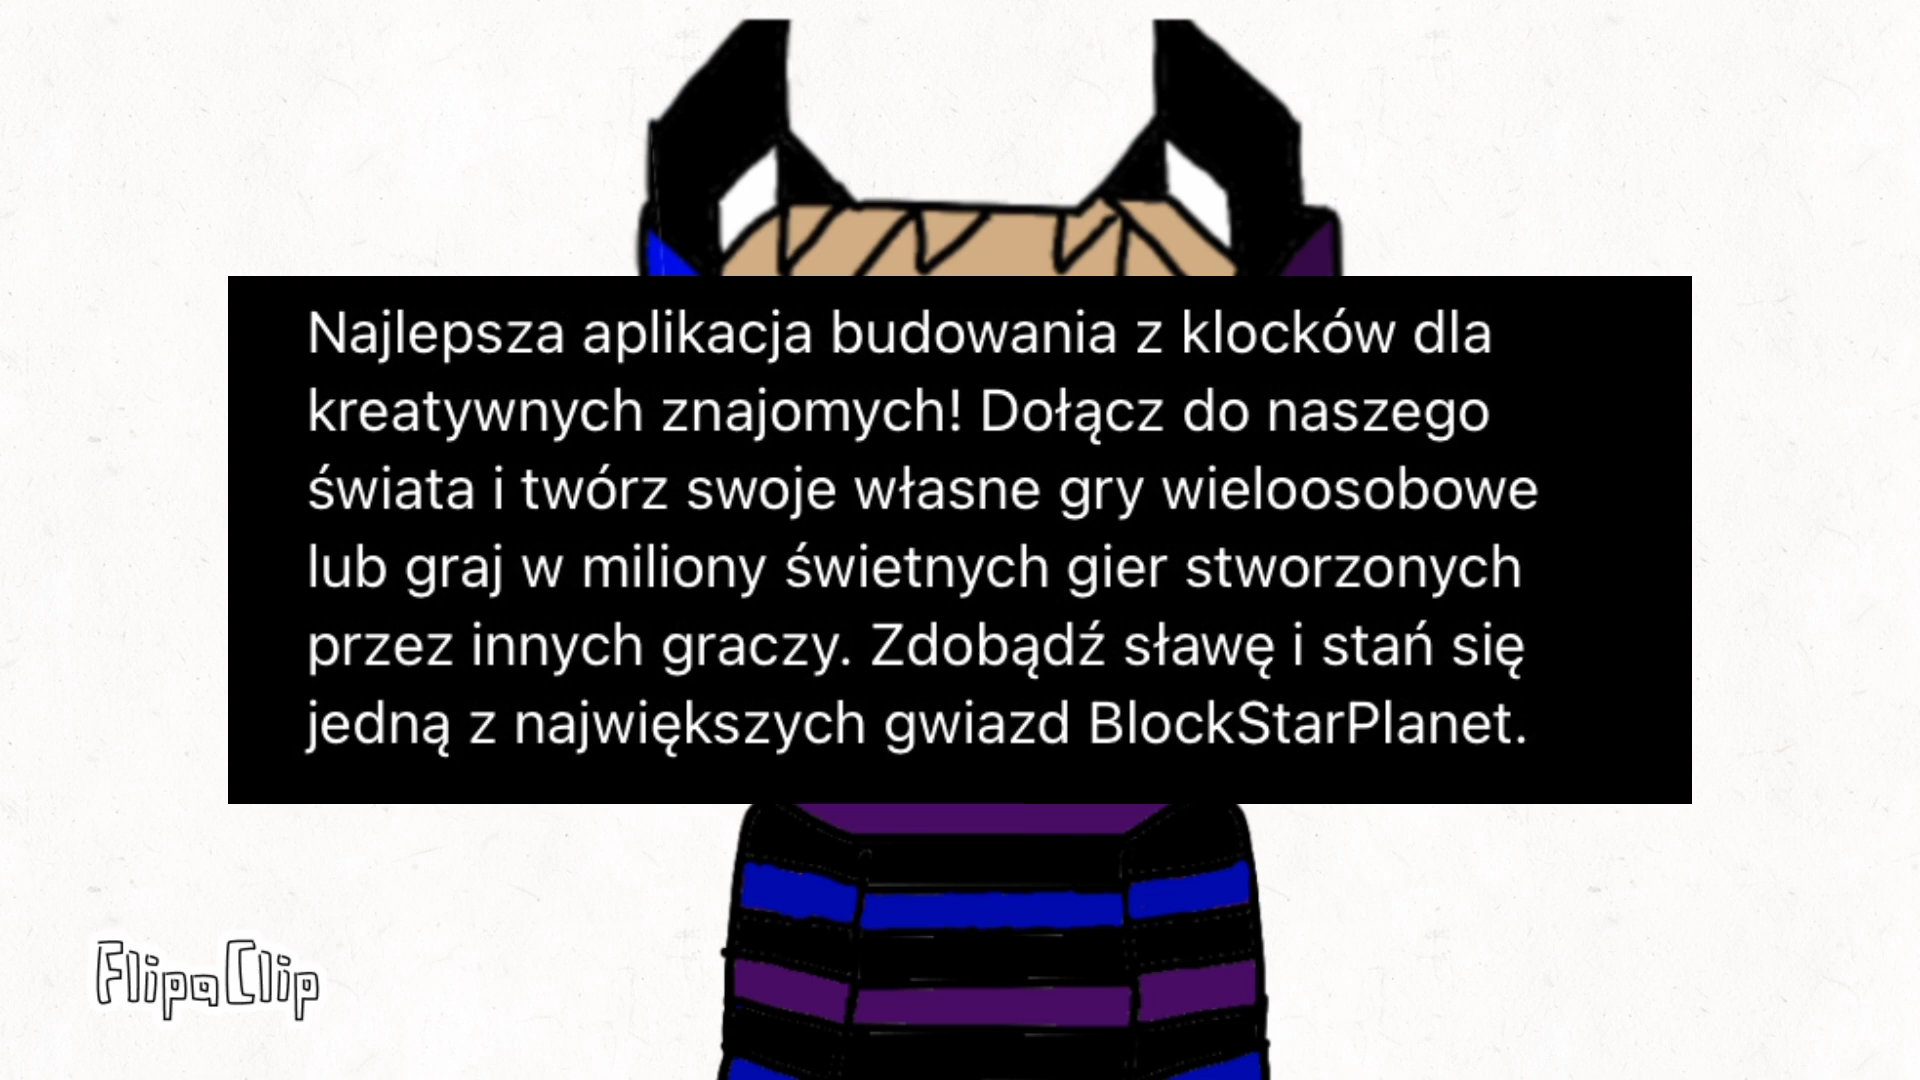 Najlepsza aplikacja budowania z klocków dla
kreatywnych znajomych! Dołącz do naszego
świata i twórz swoje własne gry wieloosobowe
lub graj w miliony świetnych gier stworzonych
przez innych graczy. Zdobądź sławę i stań się
jedną z największych gwiazd BlockStarPlanet.
FlipaClip